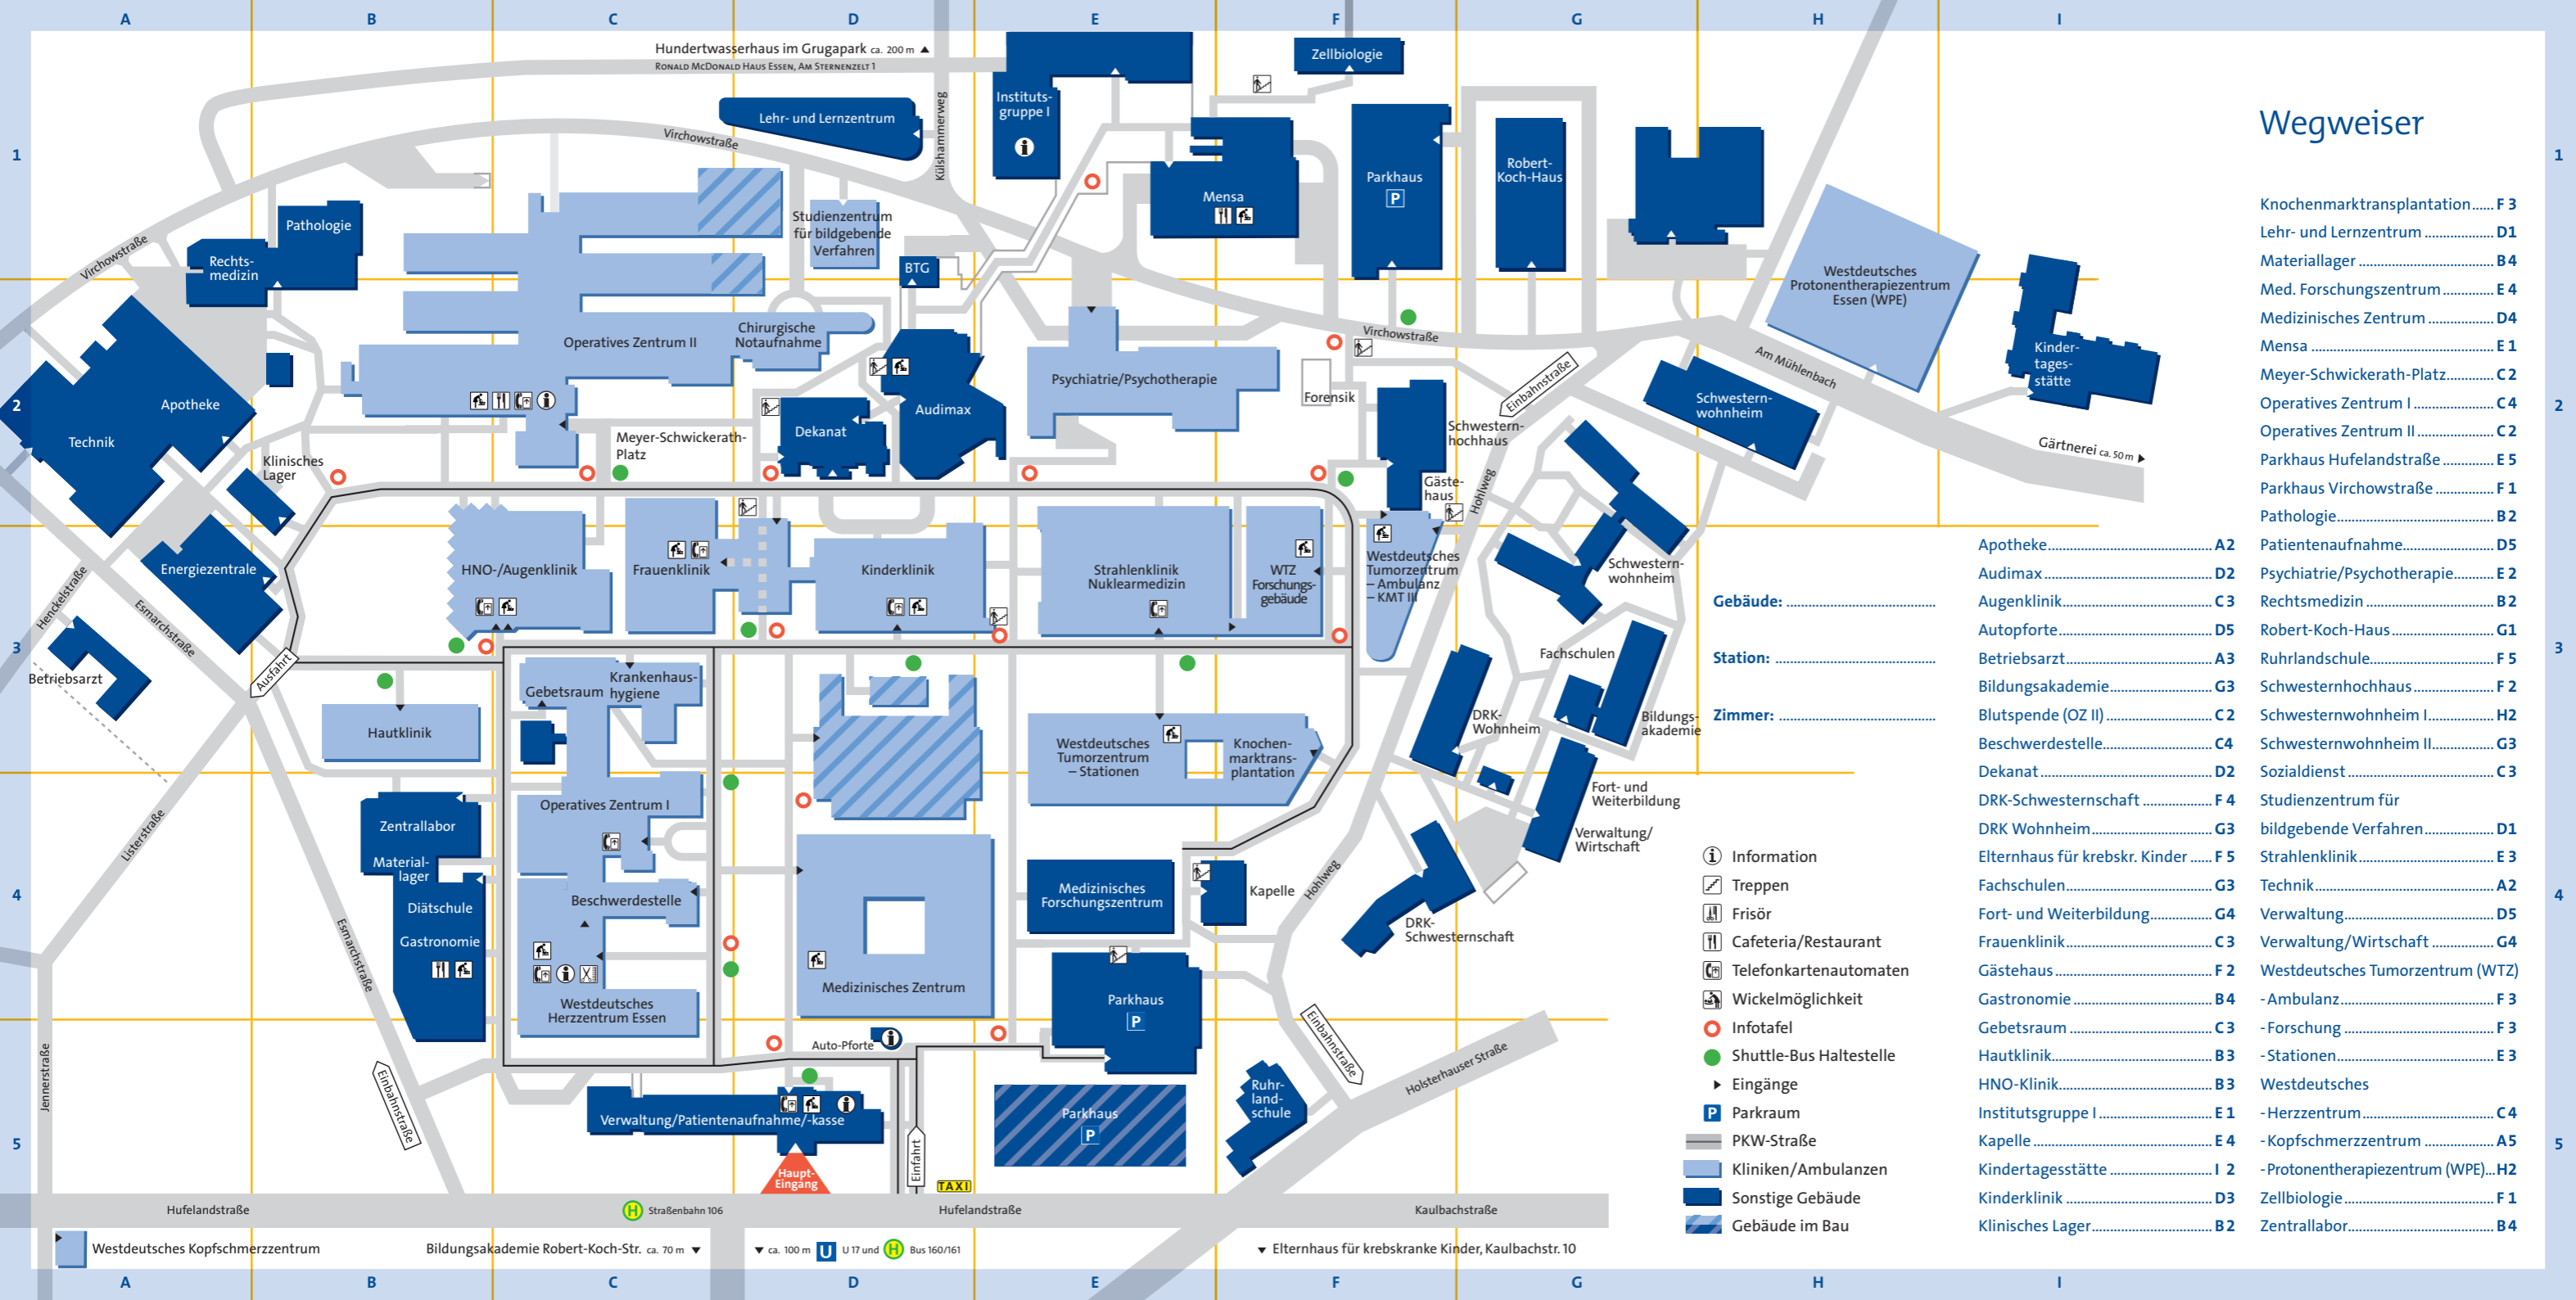 A B C D E F G H I
1
2
3
4
5
Hundertwasserhaus im Grugapark ca. 200 m
Ronald McDonald Haus Essen, Am Sternenzelt 1
Zellbiologie
Instituts-
gruppe I
Lehr- und Lernzentrum
Virchowstraße
Külshammerweg
Mensa
Parkhaus
P
Robert-
Koch-Haus
Pathologie
Rechts-
medizin
Virchowstraße
Studienzentrum
für bildgebende
Verfahren
BTG
Westdeutsches
Protonentherapiezentrum
Essen (WPE)
Operatives Zentrum II
Chirurgische
Notaufnahme
Virchowstraße
Einbahnstraße
Am Mühlenbach
Kinder-
tages-
stätte
Apotheke
Technik
Psychiatrie/Psychotherapie
Forensik
Audimax
Dekanat
Schwestern-
wohnheim
Meyer-Schwickerath-
Platz
Schwestern-
hochhaus
Gärtnerei ca. 50 m
Klinisches
Lager
Gäste-
haus
Hohlweg
Energiezentrale
HNO-/Augenklinik
Frauenklinik
Kinderklinik
Strahlenklinik
Nuklearmedizin
WTZ
Forschungs-
gebäude
Westdeutsches
Tumorzentrum
– Ambulanz
– KMT III
Schwestern-
wohnheim
Henckelstraße
Esmarchstraße
Betriebsarzt
Ausfahrt
Gebetsraum
Krankenhaus-
hygiene
Fachschulen
Hautklinik
DRK-
Wohnheim
Bildungs-
akademie
Westdeutsches
Tumorzentrum
– Stationen
Knochen-
marktrans-
plantation
Operatives Zentrum I
Fort- und
Weiterbildung
Verwaltung/
Wirtschaft
Listerstraße
Zentrallabor
Material-
lager
Diätschule
Gastronomie
Beschwerdestelle
Medizinisches
Forschungszentrum
Kapelle
Hohlweg
DRK-
Schwesternschaft
Esmarchstraße
Westdeutsches
Herzzentrum Essen
Medizinisches Zentrum
Parkhaus
P
Auto-Pforte
Einbahnstraße
Holsterhauser Straße
Jennerstraße
Einbahnstraße
Verwaltung/Patientenaufnahme/-kasse
Parkhaus
P
Ruhr-
land-
schule
Haupt-
Eingang
Einfahrt
TAXI
Hufelandstraße
H Straßenbahn 106
Hufelandstraße
Kaulbachstraße
Westdeutsches Kopfschmerzzentrum
Bildungsakademie Robert-Koch-Str. ca. 70 m
ca. 100 m U U 17 und H Bus 160/161
Elternhaus für krebskranke Kinder, Kaulbachstr. 10
A B C D E F G H I
Gebäude: ..........
Station: ..........
Zimmer: ..........
Information
Treppen
Frisör
Cafeteria/Restaurant
Telefonkartenautomaten
Wickelmöglichkeit
Infotafel
Shuttle-Bus Haltestelle
Eingänge
P Parkraum
PKW-Straße
Kliniken/Ambulanzen
Sonstige Gebäude
Gebäude im Bau
Apotheke A2
Audimax D2
Augenklinik C 3
Autopforte D5
Betriebsarzt A3
Bildungsakademie G3
Blutspende (OZ II) C 2
Beschwerdestelle C4
Dekanat D2
DRK-Schwesternschaft F 4
DRK Wohnheim G3
Elternhaus für krebskr. Kinder F 5
Fachschulen G3
Fort- und Weiterbildung G4
Frauenklinik C 3
Gästehaus F 2
Gastronomie B4
Gebetsraum C 3
Hautklinik B3
HNO-Klinik B3
Institutsgruppe I E 1
Kapelle E 4
Kindertagesstätte I 2
Kinderklinik D3
Klinisches Lager B 2
Wegweiser
Knochenmarktransplantation F 3
Lehr- und Lernzentrum D1
Materiallager B 4
Med. Forschungszentrum E 4
Medizinisches Zentrum D4
Mensa E 1
Meyer-Schwickerath-Platz C 2
Operatives Zentrum I C 4
Operatives Zentrum II C 2
Parkhaus Hufelandstraße E 5
Parkhaus Virchowstraße F 1
Pathologie B2
Patientenaufnahme D5
Psychiatrie/Psychotherapie E 2
Rechtsmedizin B 2
Robert-Koch-Haus G1
Ruhrlandschule F 5
Schwesternhochhaus F 2
Schwesternwohnheim I H2
Schwesternwohnheim II G3
Sozialdienst C 3
Studienzentrum für
bildgebende Verfahren D1
Strahlenklinik E 3
Technik A2
Verwaltung D5
Verwaltung/Wirtschaft G4
Westdeutsches Tumorzentrum (WTZ)
- Ambulanz F 3
- Forschung F 3
- Stationen E 3
Westdeutsches
- Herzzentrum C 4
- Kopfschmerzzentrum A5
- Protonentherapiezentrum (WPE) H2
Zellbiologie F 1
Zentrallabor B 4
1
2
3
4
5